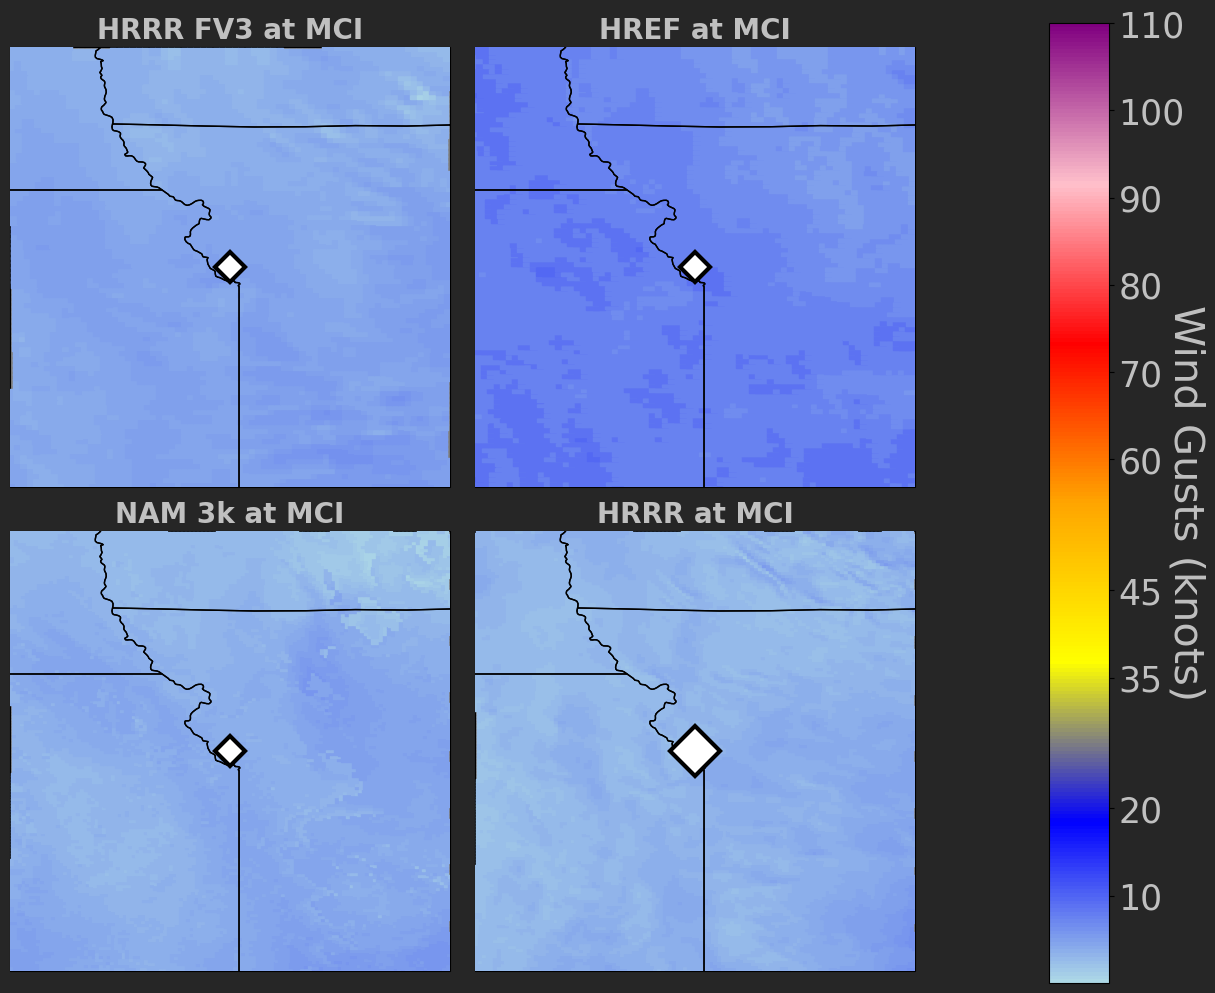 HRRR FV3 at MCI
HREF at MCI
NAM 3k at MCI
HRRR at MCI
110
100
90
80
70
60
45
35
20
10
Wind Gusts (knots)